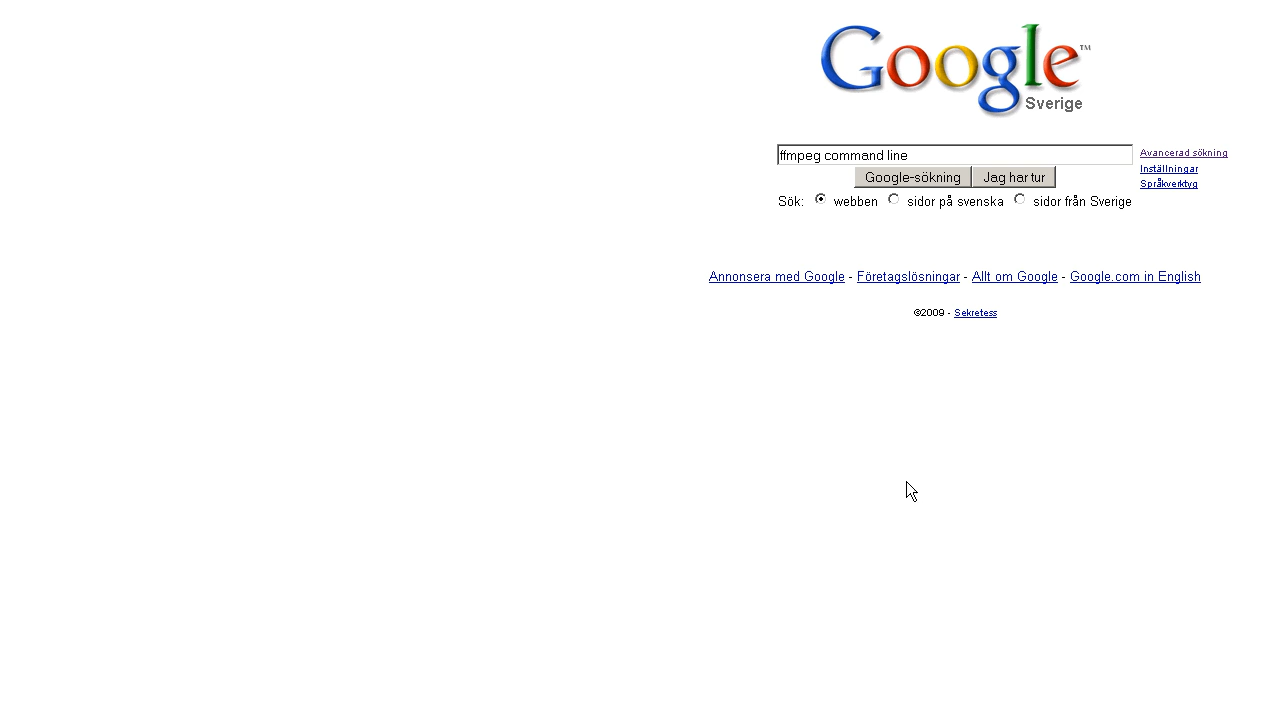 Google™
Sverige
ffmpeg command line
Avancerad sökning
Inställningar
Språkverktyg
Google-sökning Jag har tur
Sök: webben sidor på svenska sidor från Sverige
Annonsera med Google - Företagslösningar - Allt om Google - Google.com in English
©2009 - Sekretess